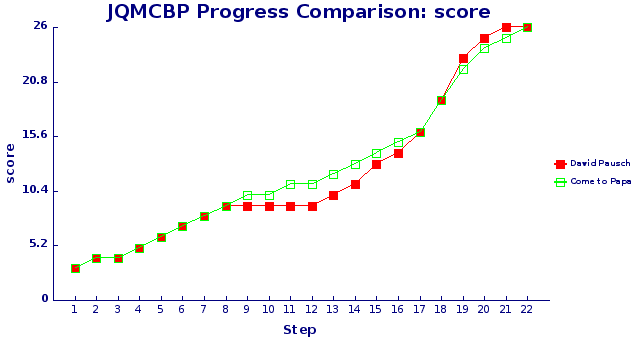 JQMCBP Progress Comparison: score
26
20.8
15.6
10.4
5.2
0
score
1 2 3 4 5 6 7 8 9 10 11 12 13 14 15 16 17 18 19 20 21 22
Step
David Pausch
Come to Papa